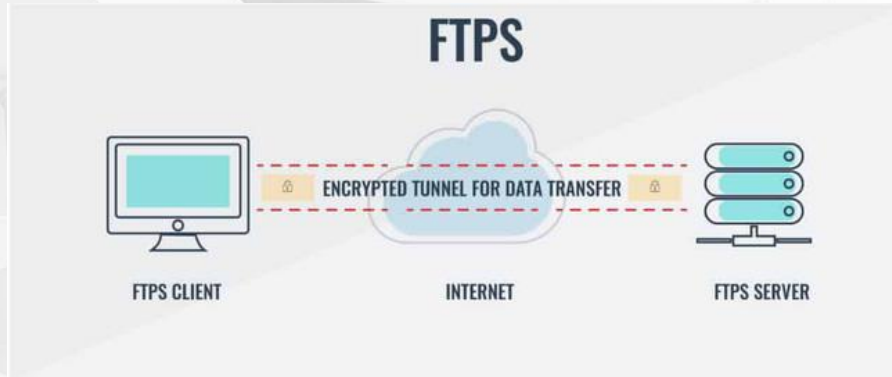 FTPS
ENCRYPTED TUNNEL FOR DATA TRANSFER
FTPS CLIENT
INTERNET
FTPS SERVER